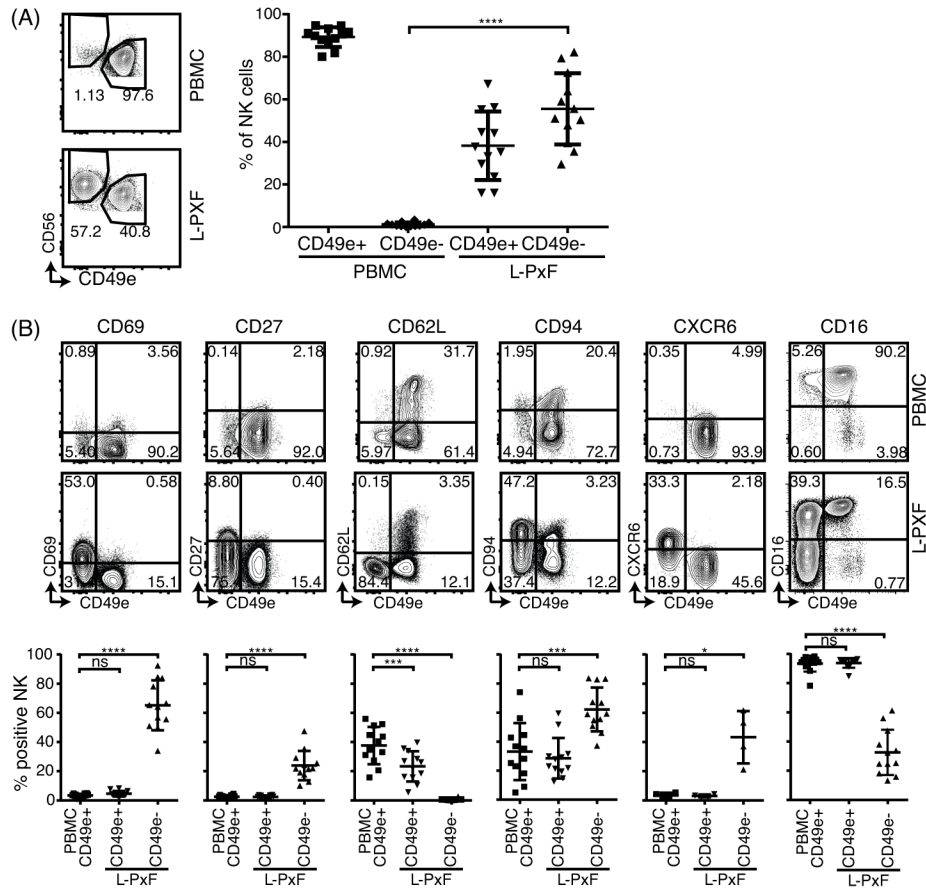 (A)
1.13 97.6
PBMC
57.2 40.8
L-PXF
CD56
CD49e
% of NK cells
100
80
60
40
20
0
****
CD49e+ CD49e- CD49e+ CD49e-
PBMC L-PxF
(B)
CD69 CD27 CD62L CD94 CXCR6 CD16
0.89 3.56 0.14 2.18 0.92 31.7 1.95 20.4 0.35 4.99 5.26 90.2
5.40 90.2 5.64 92.0 5.97 61.4 4.94 72.7 0.73 93.9 0.60 3.98
PBMC
53.0 0.58 8.80 0.40 0.15 3.35 47.2 3.23 33.3 2.18 39.3 16.5
15.1 15.4 84.4 12.1 37.4 12.2 18.9 45.6 0.77
L-PXF
CD69 CD27 CD62L CD94 CXCR6 CD16
CD49e CD49e CD49e CD49e CD49e CD49e
% positive NK
100
80
60
40
20
0
**** **** **** *** * ****
ns ns *** ns ns ns
PBMC CD49e+ CD49e+ CD49e- PBMC CD49e+ CD49e+ CD49e- PBMC CD49e+ CD49e+ CD49e- PBMC CD49e+ CD49e+ CD49e- PBMC CD49e+ CD49e+ CD49e- PBMC CD49e+ CD49e+ CD49e-
L-PxF L-PxF L-PxF L-PxF L-PxF L-PxF